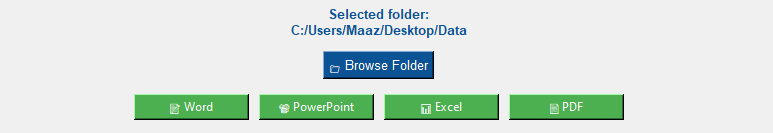 Selected folder:
C:/Users/Maaz/Desktop/Data
Browse Folder
Word PowerPoint Excel PDF